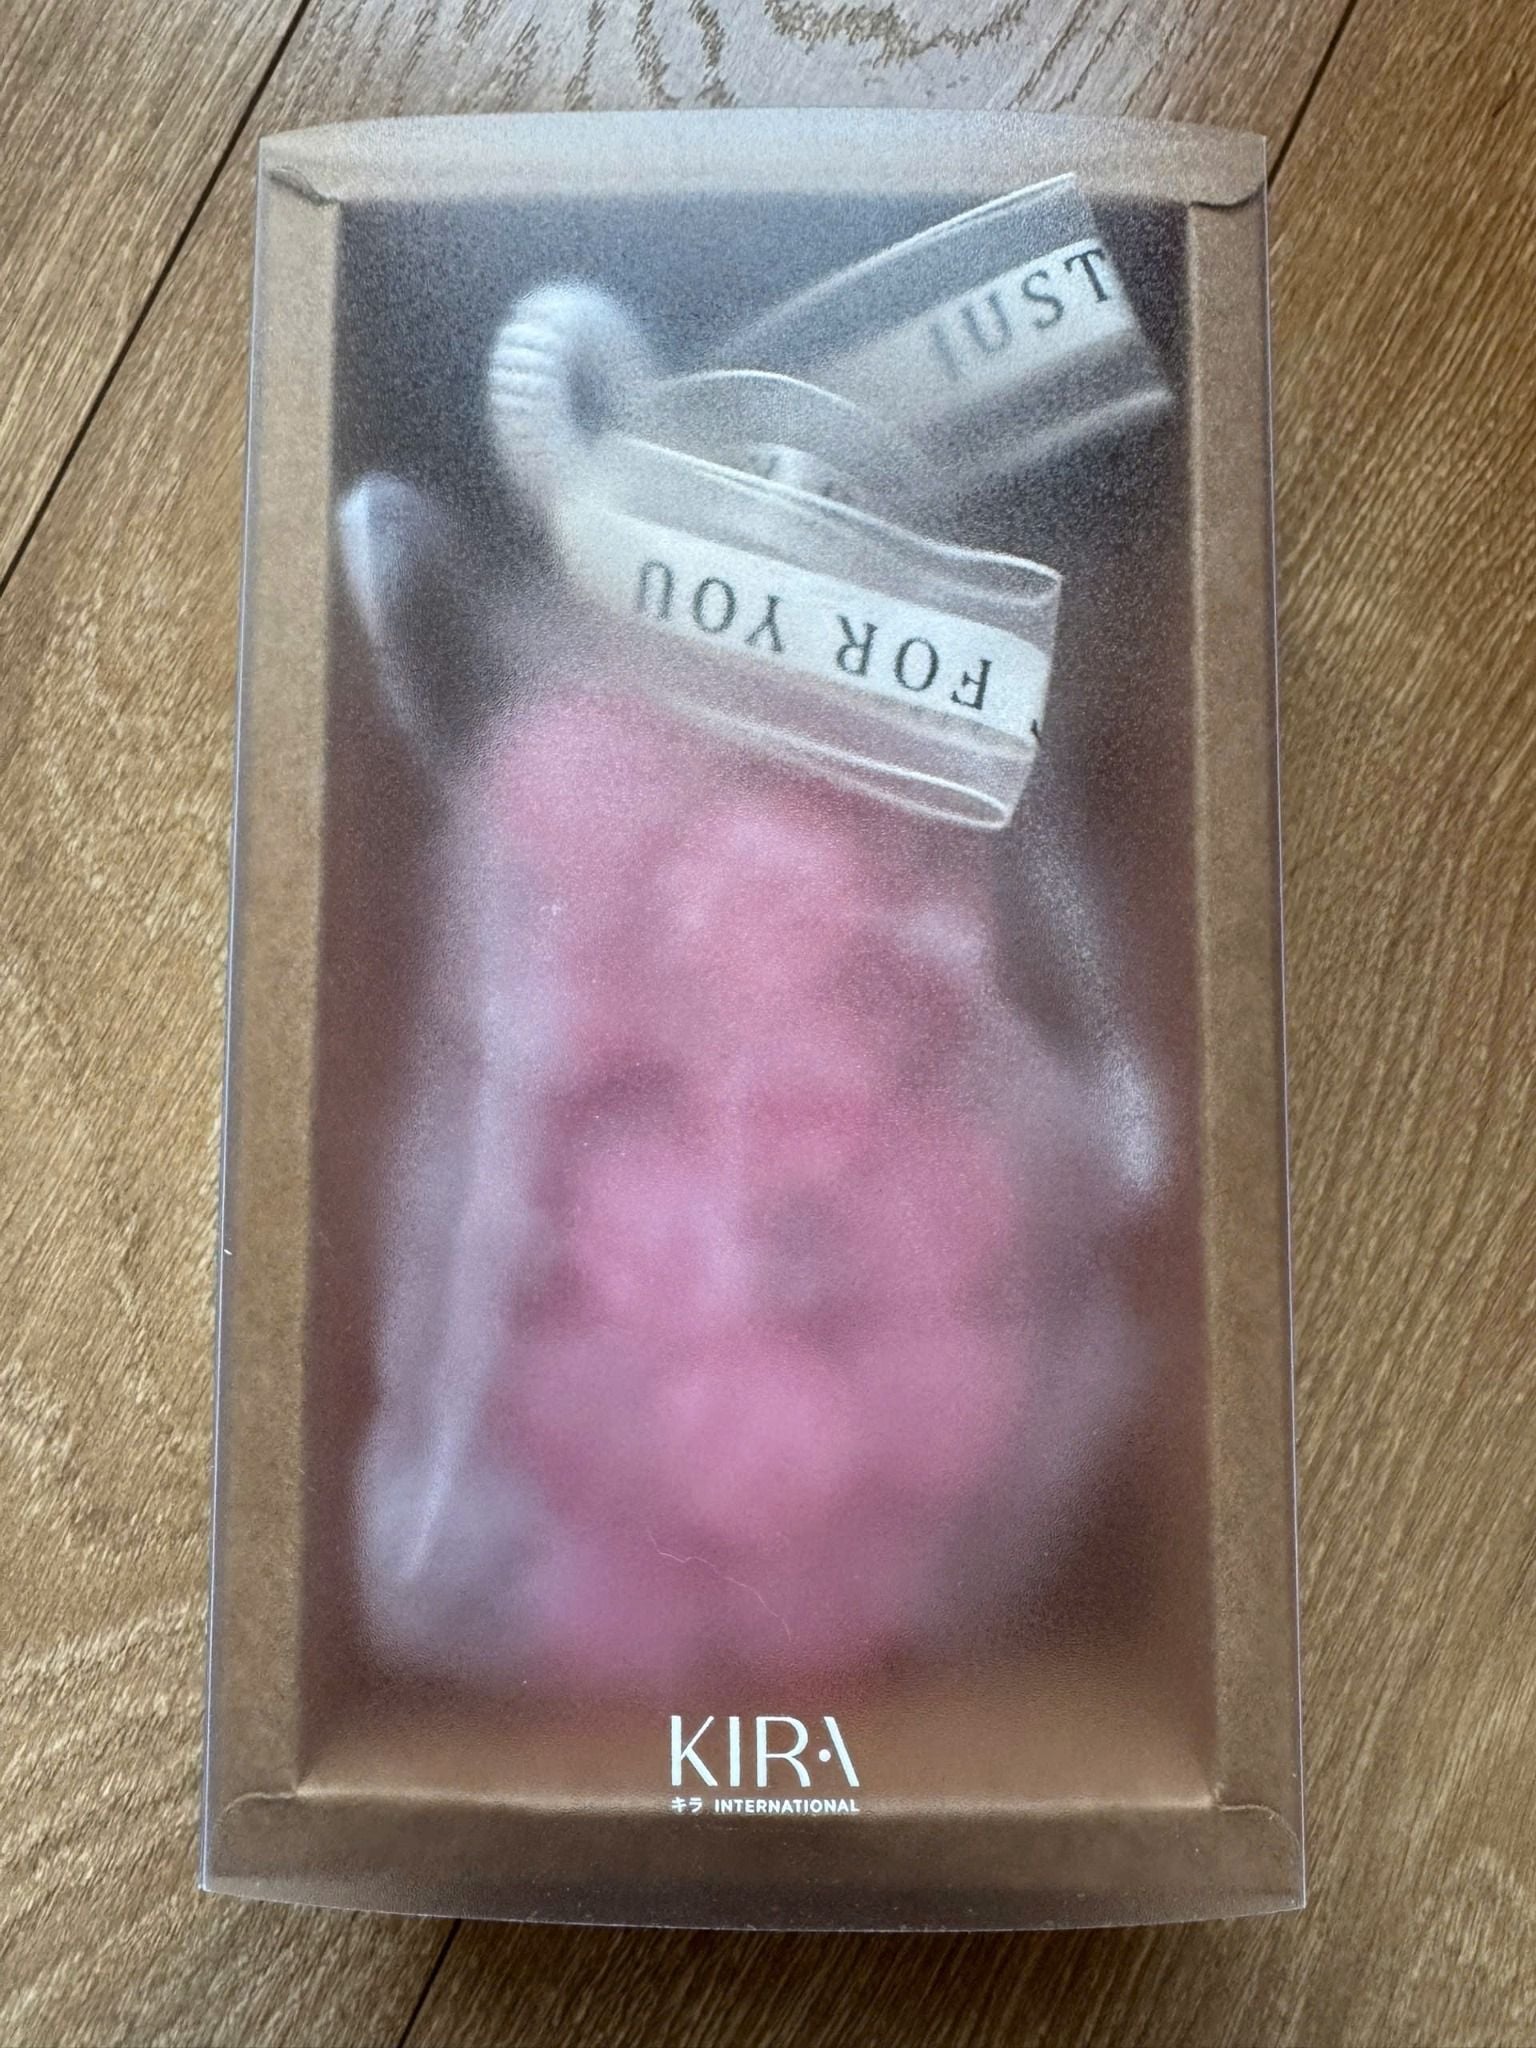 JUST
FOR YOU
KIRA
キラ INTERNATIONAL